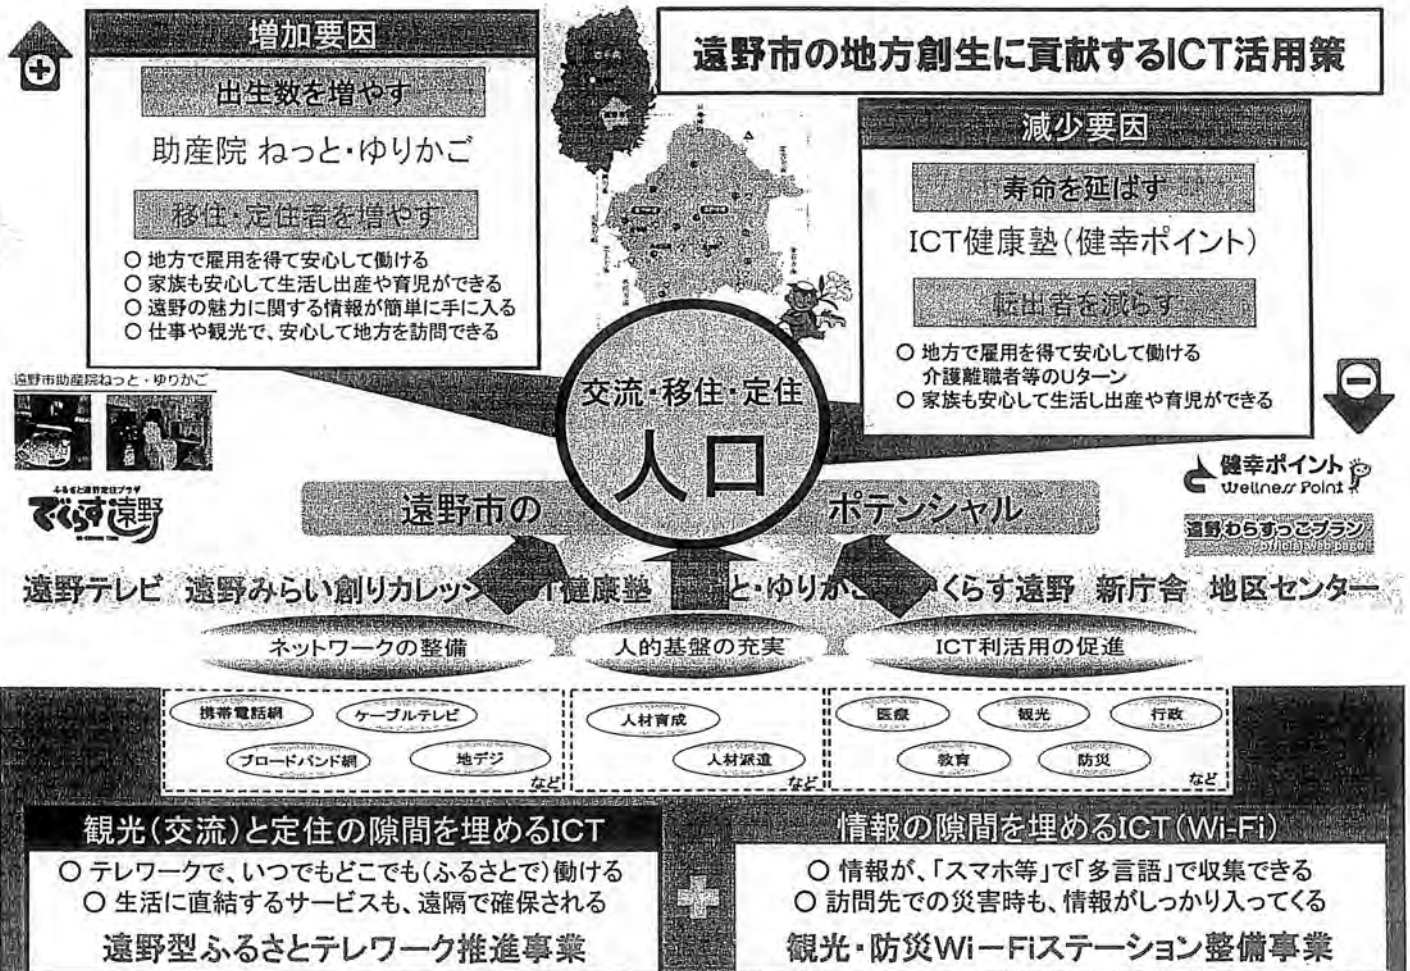 遠野市の地方創生に貢献するICT活用策
増加要因
出生数を増やす
助産院 ねっと・ゆりかご
移住・定住者を増やす
○ 地方で雇用を得て安心して働ける
○ 家族も安心して生活し出産や育児ができる
○ 遠野の魅力に関する情報が簡単に手に入る
○ 仕事や観光で、安心して地方を訪問できる
減少要因
寿命を延ばす
ICT健康塾(健幸ポイント)
転出者を減らす
○ 地方で雇用を得て安心して働ける
介護離職者等のUターン
○ 家族も安心して生活し出産や育児ができる
遠野市助産院ねっと・ゆりかご
ふるさと遠野定住プラザ
でくらす遠野
交流・移住・定住
人口
健幸ポイント
Wellness Point
遠野わらすっこプラン
official web page
遠野市の ポテンシャル
遠野テレビ 遠野みらい創りカレッジ 健康塾 と・ゆりか くらす遠野 新庁舎 地区センター
ネットワークの整備 人的基盤の充実 ICT利活用の促進
携帯電話網 ケーブルテレビ
ブロードバンド網 地デジ
など
人材育成
人材派遣
など
医療 観光 行政
教育 防災
など
観光(交流)と定住の隙間を埋めるICT
○ テレワークで、いつでもどこでも(ふるさとで)働ける
○ 生活に直結するサービスも、遠隔で確保される
遠野型ふるさとテレワーク推進事業
情報の隙間を埋めるICT(Wi-Fi)
○ 情報が、「スマホ等」で「多言語」で収集できる
○ 訪問先での災害時も、情報がしっかり入ってくる
観光・防災Wi-Fiステーション整備事業